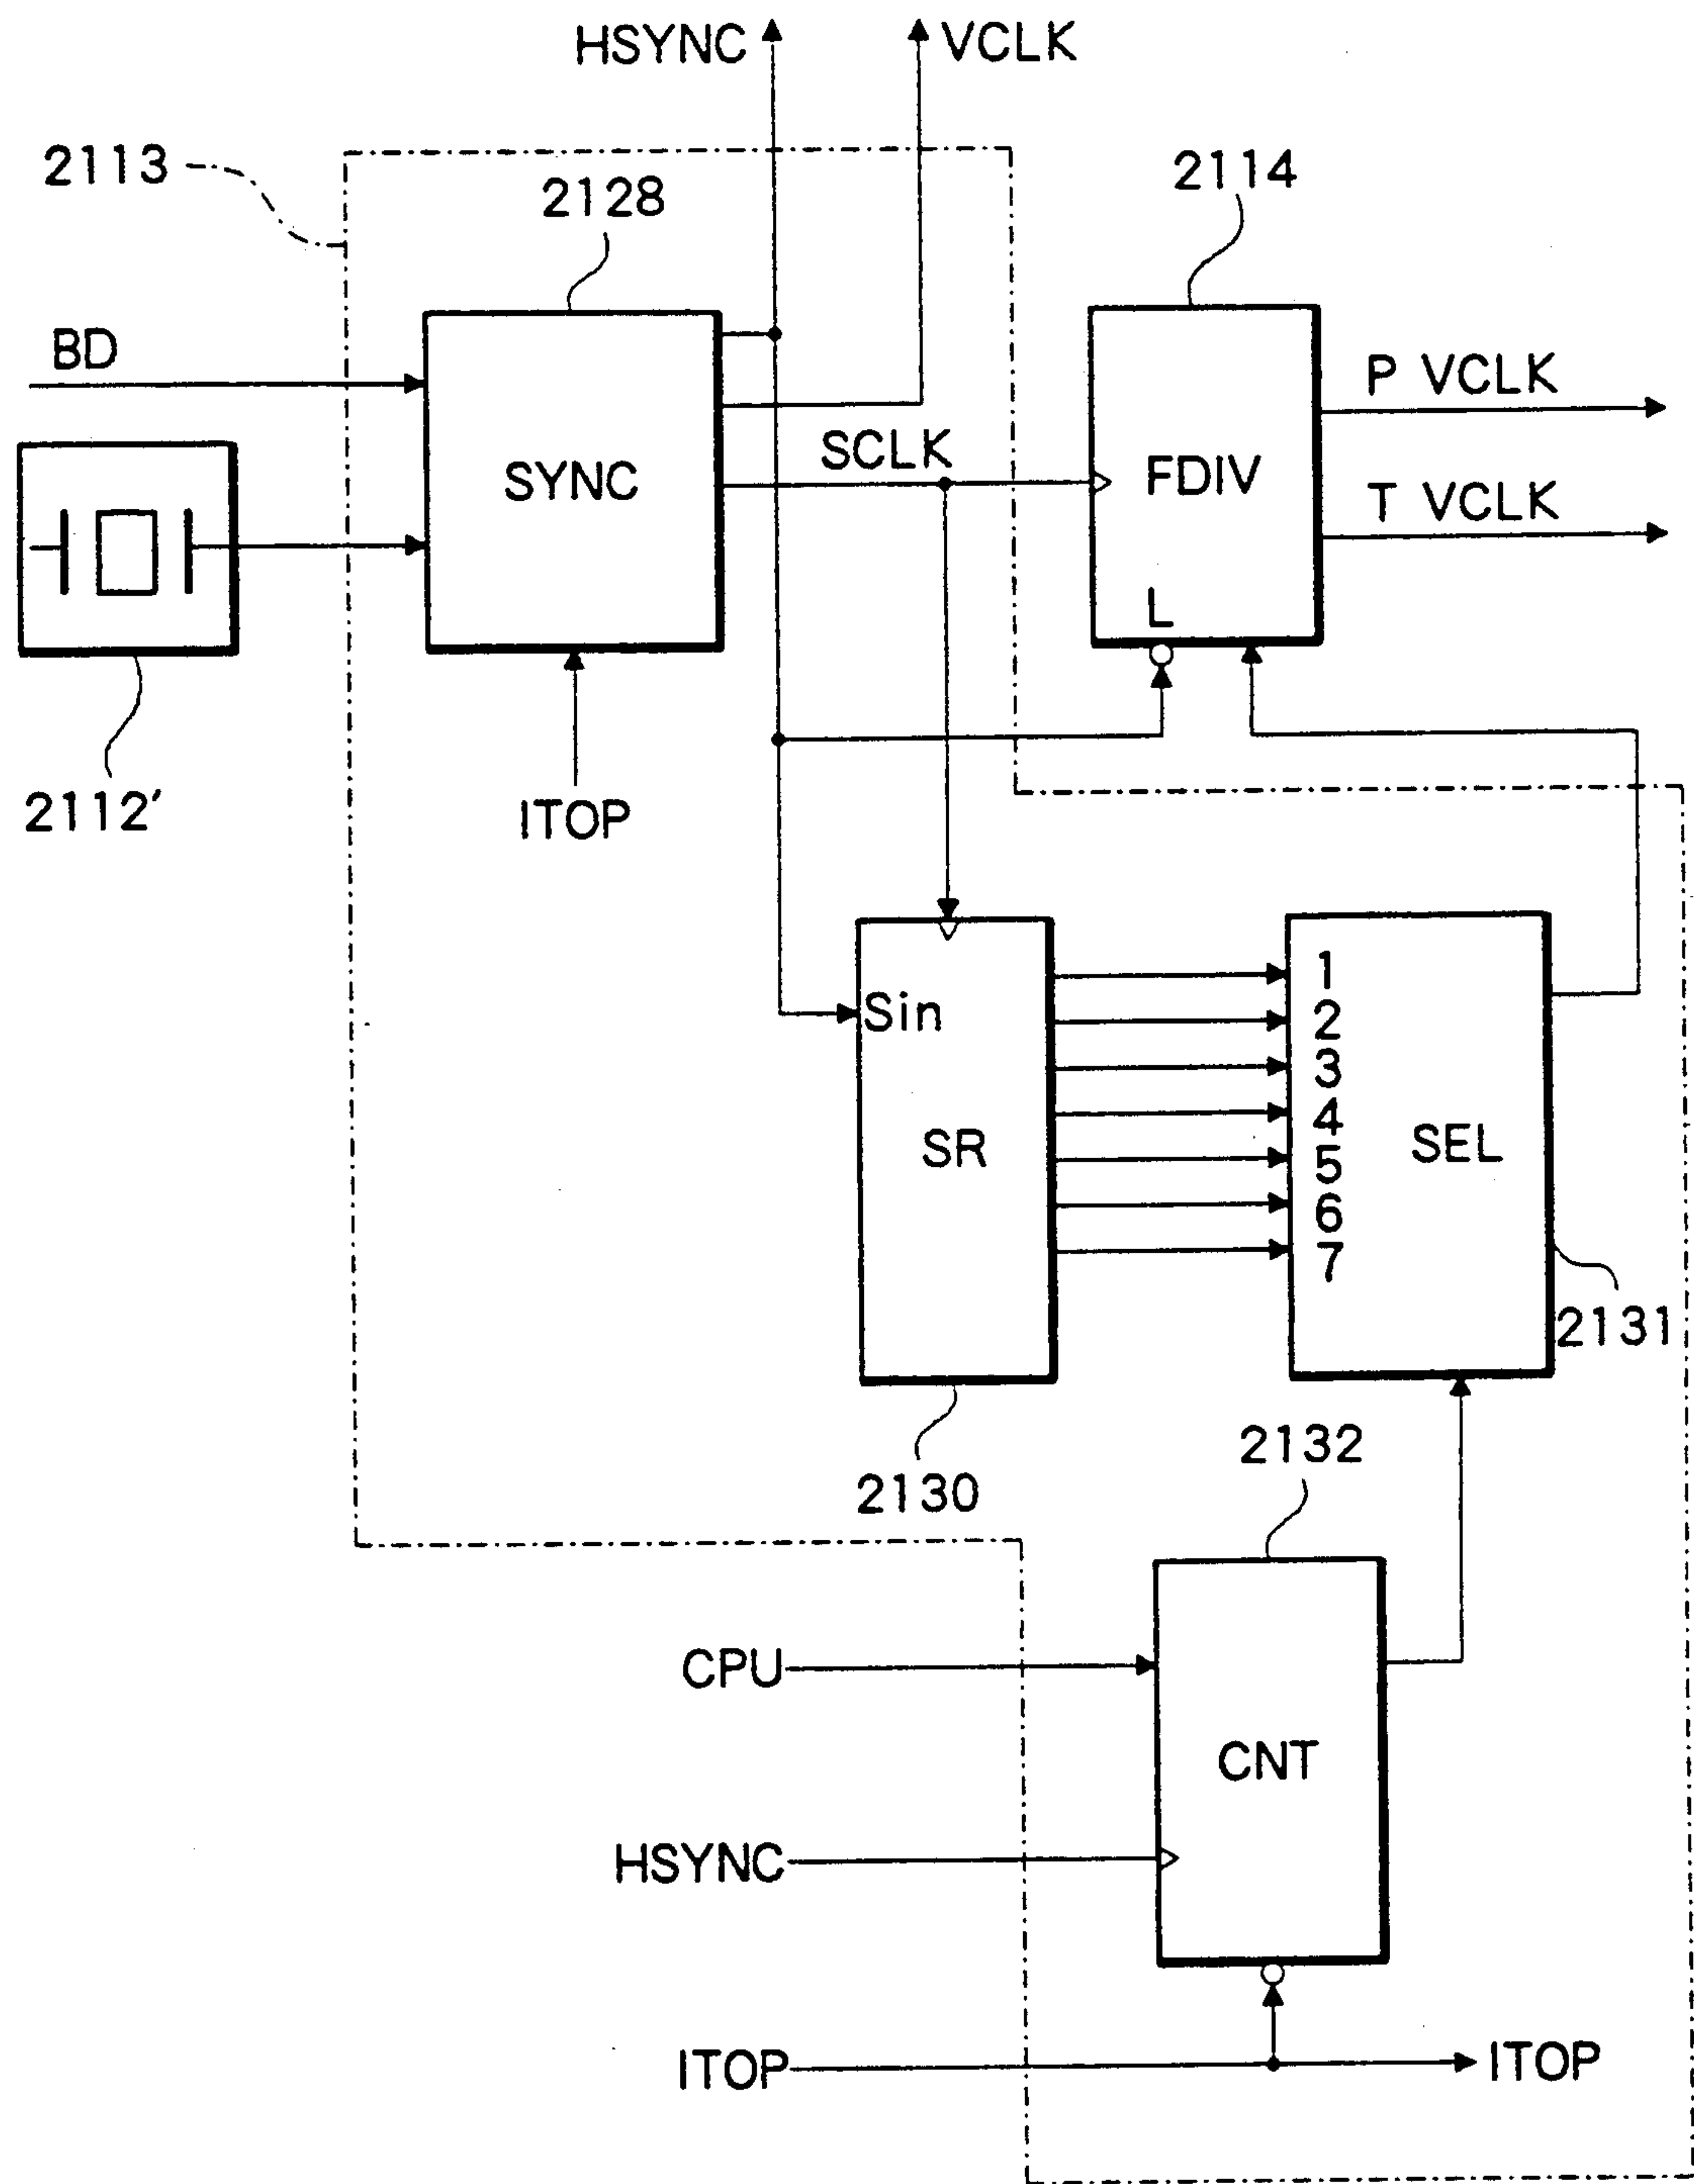 HSYNC
VCLK
2113
2128
2114
BD
P VCLK
SCLK
SYNC
FDIV
T VCLK
L
2112'
ITOP
Sin
1
2
3
4
5
6
7
SR
SEL
2131
2130
2132
CPU
CNT
HSYNC
ITOP
ITOP